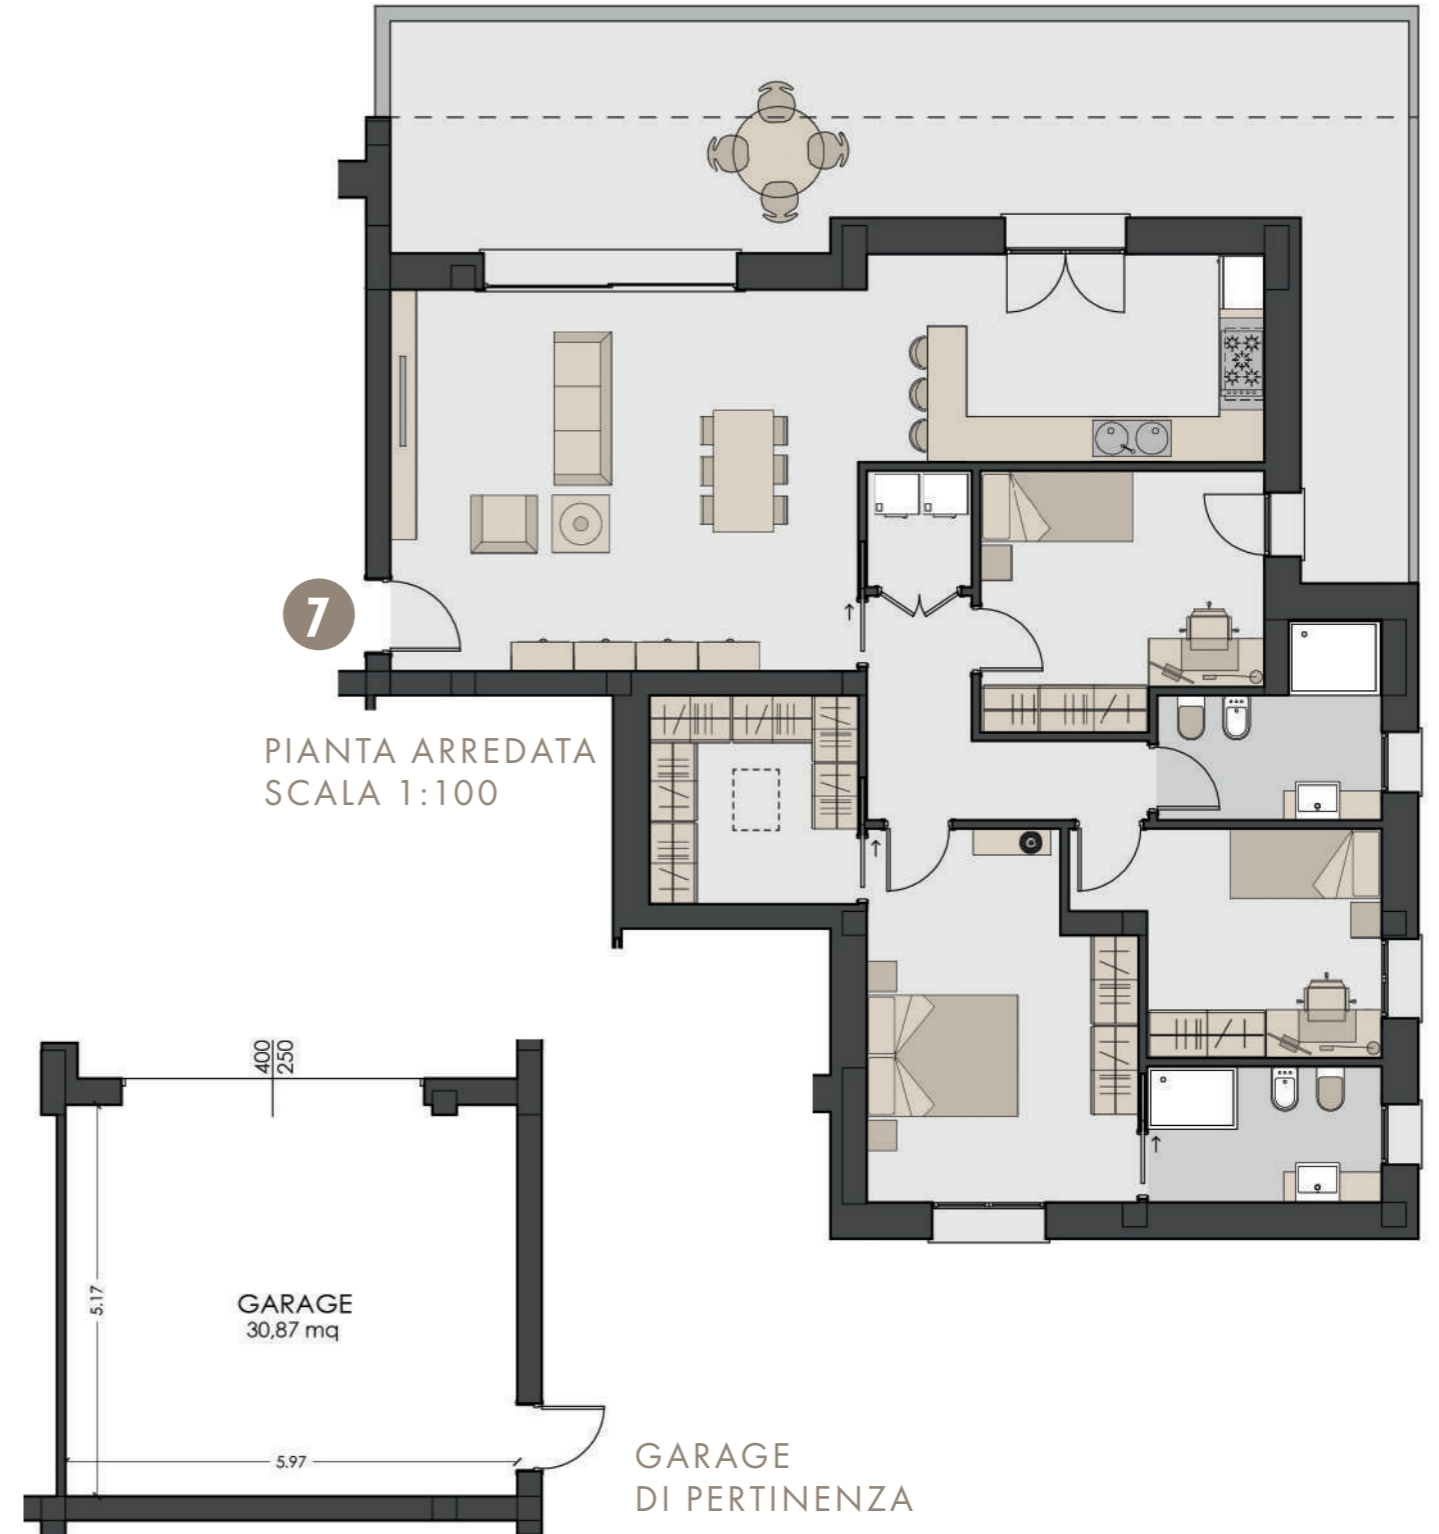 7
PIANTA ARREDATA
SCALA 1:100
400
250
5.17
GARAGE
30,87 mq
5.97
GARAGE
DI PERTINENZA